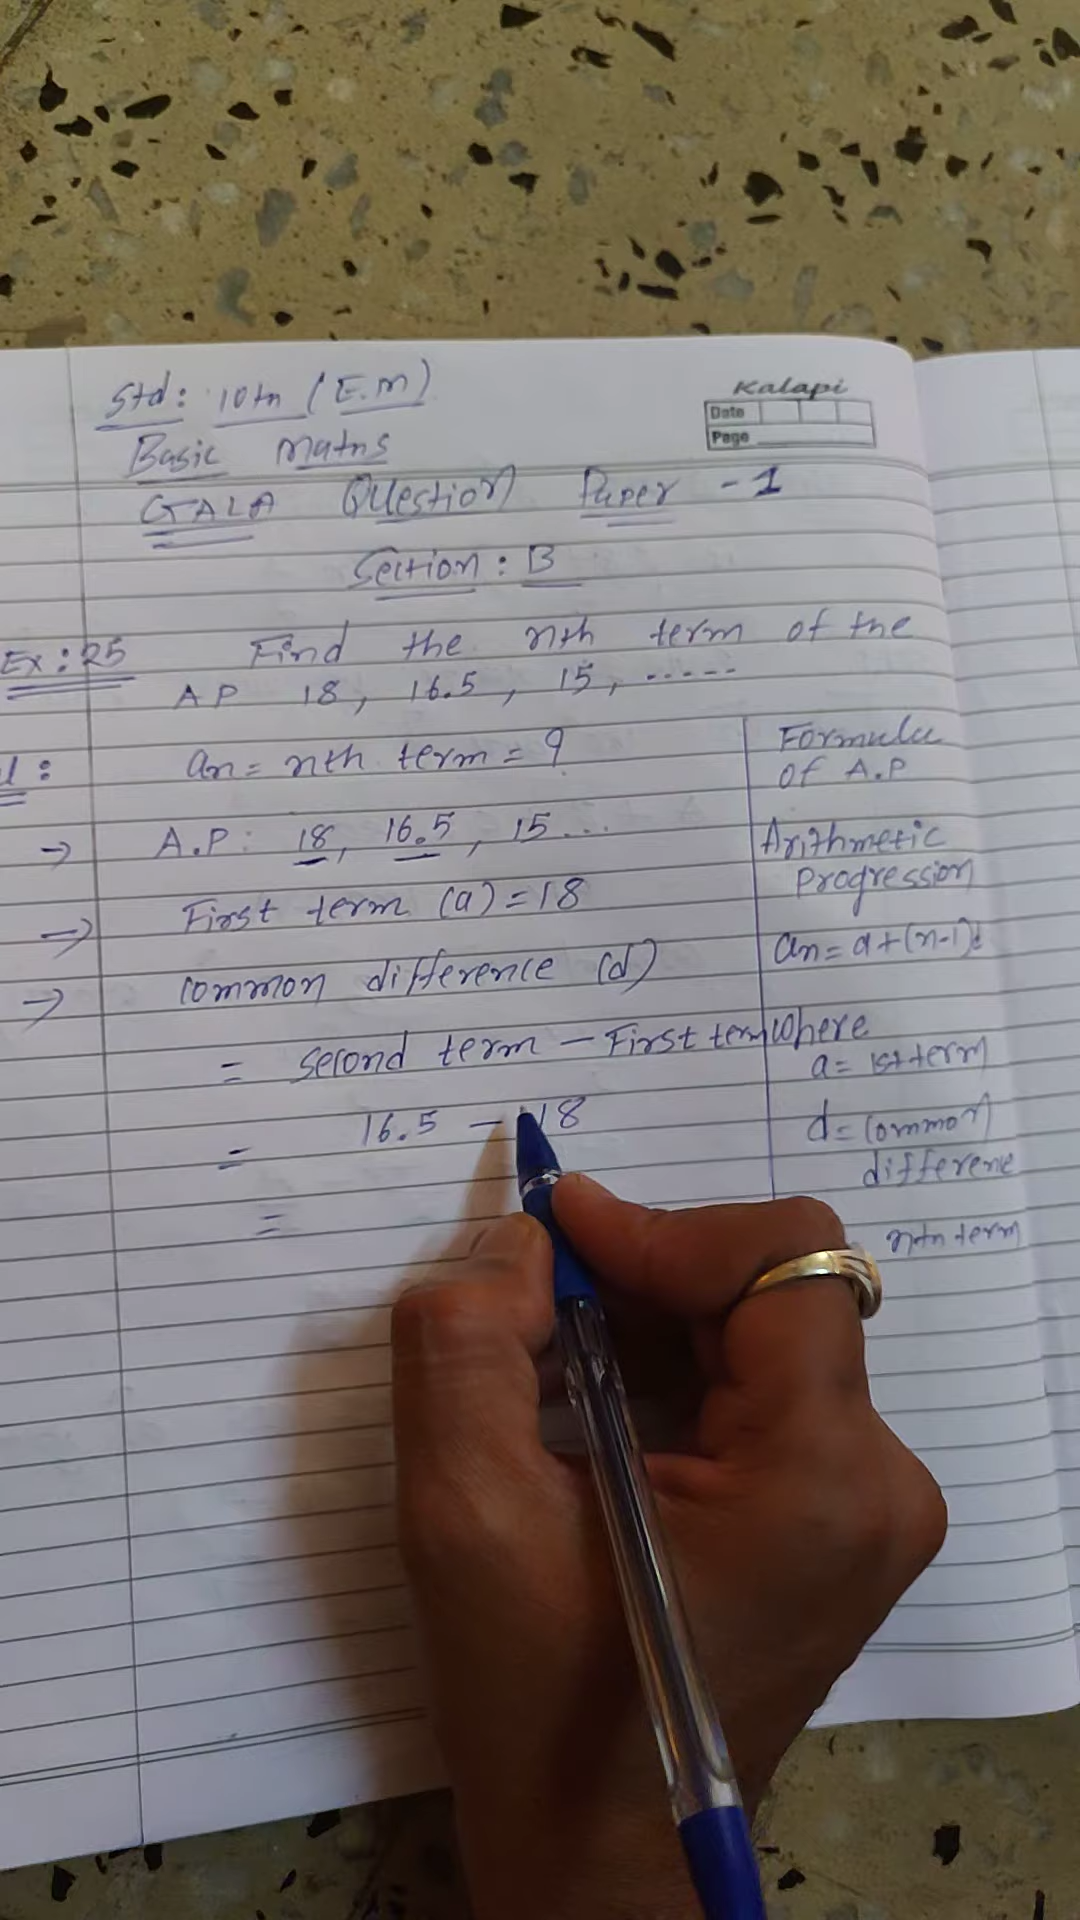 Std: 10th (E.m)
Kalapi
Date
Page
Basic maths
GALA Question Paper - 1
Section : B
Ex : 25 Find the nth term of the
AP 18, 16.5, 15, .....
an = nth term = ?
→ A.P: 18, 16.5, 15...
→ First term (a) = 18
→ common difference (d)
= second term - First term
= 16.5 - 18
=
Formula
of A.P
Arithmetic
progression
an = a + (n-1)
where
a = 1st term
d = common
difference
nth term